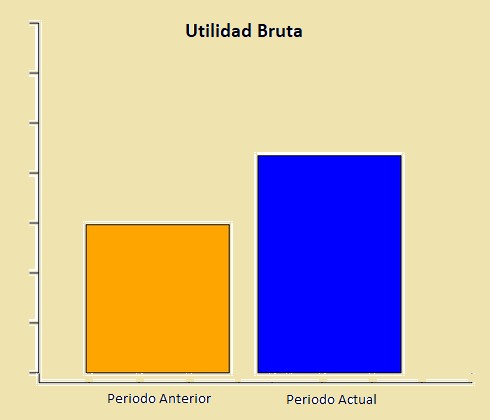 Utilidad Bruta
Periodo Anterior
Periodo Actual